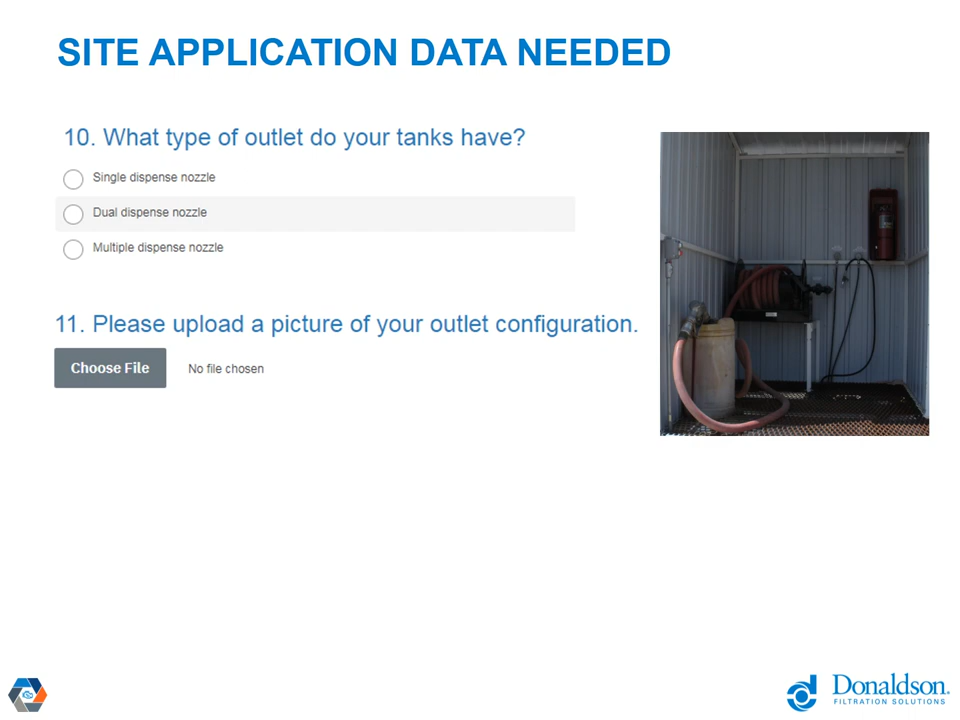 SITE APPLICATION DATA NEEDED
10. What type of outlet do your tanks have?
Single dispense nozzle
Dual dispense nozzle
Multiple dispense nozzle
11. Please upload a picture of your outlet configuration.
Choose File No file chosen
Donaldson.
FILTRATION SOLUTIONS